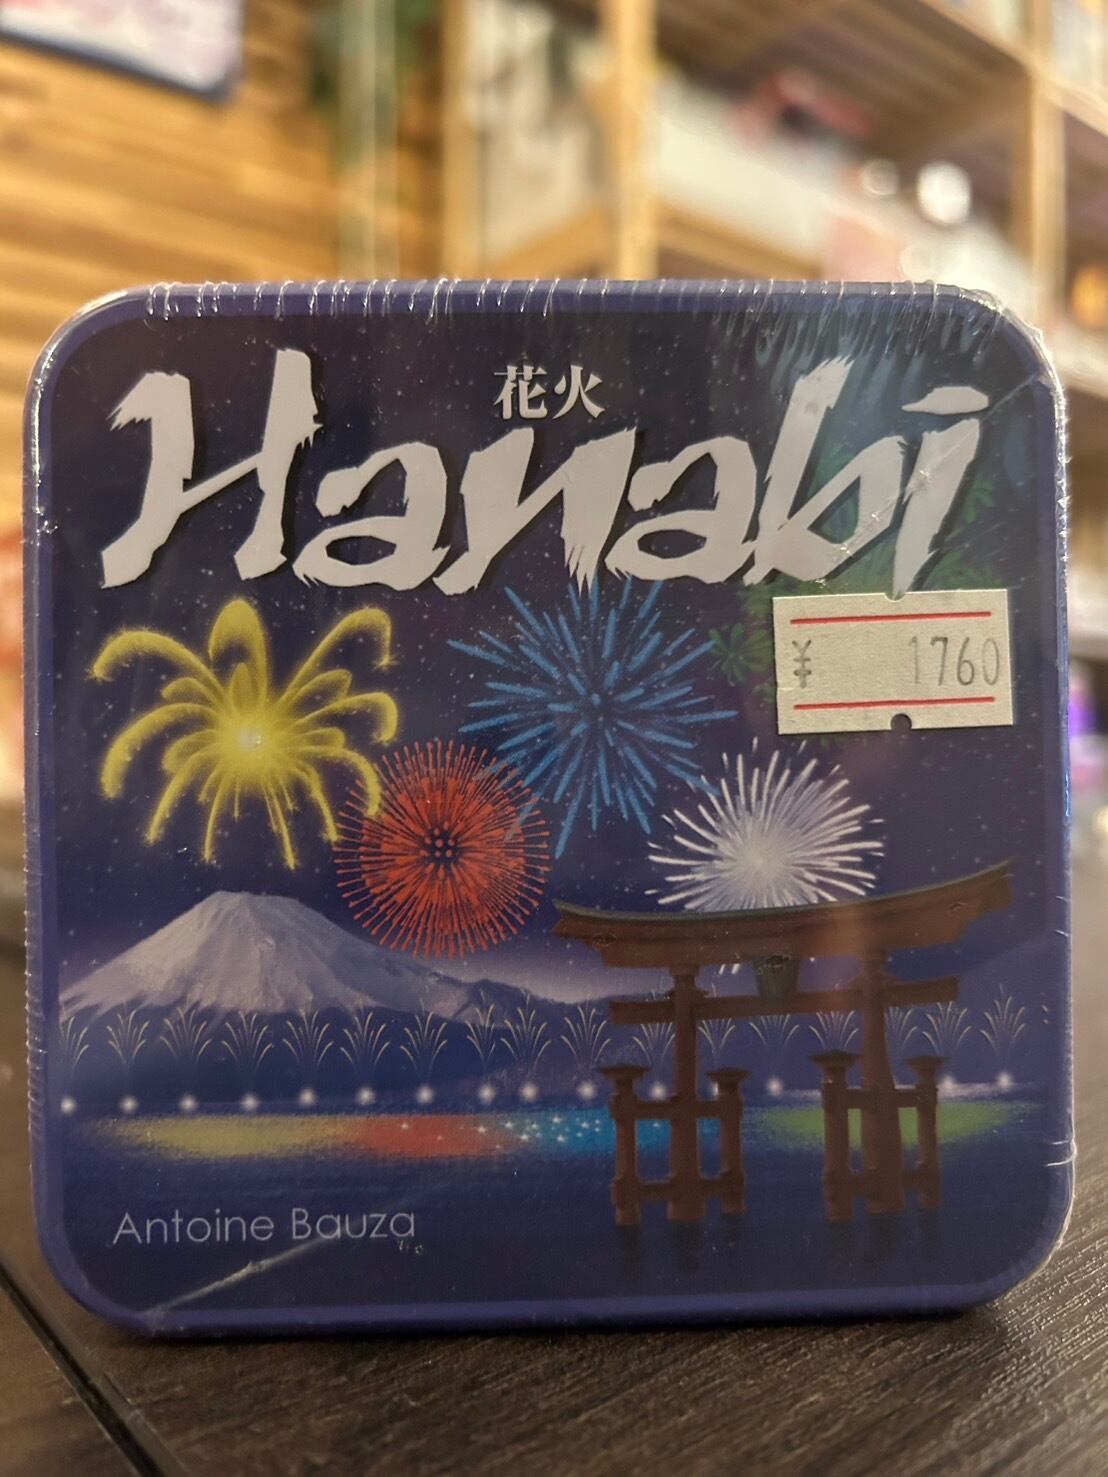 花火
Hanabi
¥ 1760
Antoine Bauza